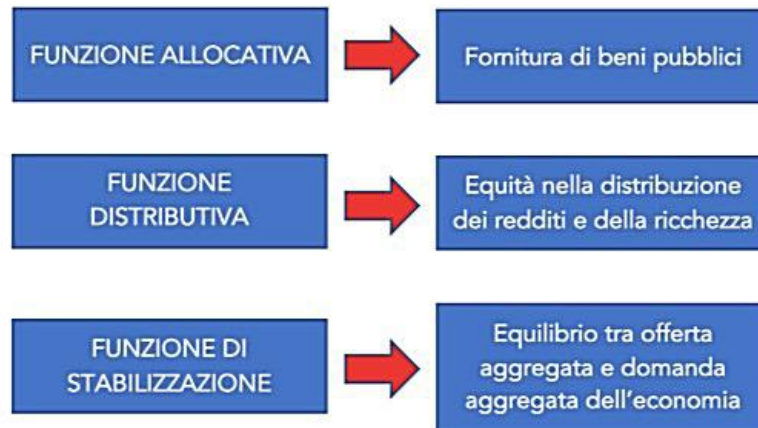 FUNZIONE ALLOCATIVA
Fornitura di beni pubblici
FUNZIONE
DISTRIBUTIVA
Equità nella distribuzione
dei redditi e della ricchezza
FUNZIONE DI
STABILIZZAZIONE
Equilibrio tra offerta
aggregata e domanda
aggregata dell'economia